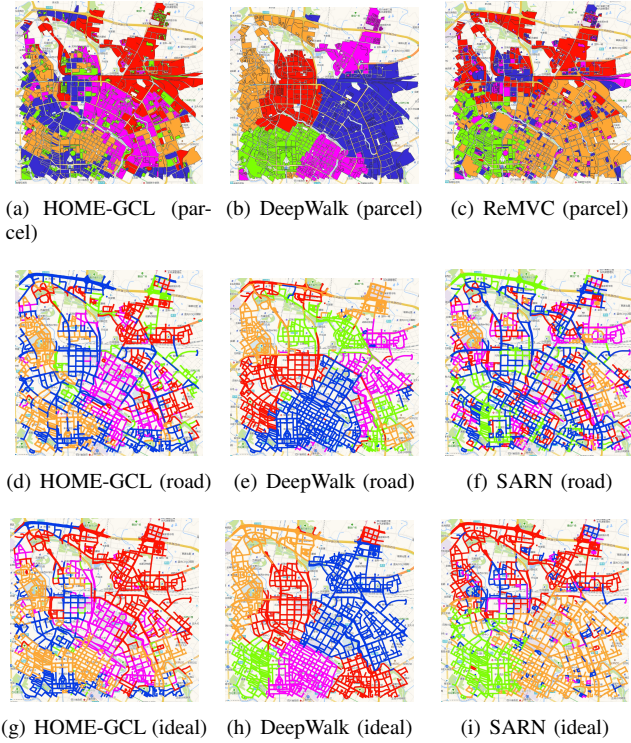 (a) HOME-GCL (par-
cel)
(b) DeepWalk (parcel)
(c) ReMVC (parcel)
(d) HOME-GCL (road)
(e) DeepWalk (road)
(f) SARN (road)
(g) HOME-GCL (ideal)
(h) DeepWalk (ideal)
(i) SARN (ideal)